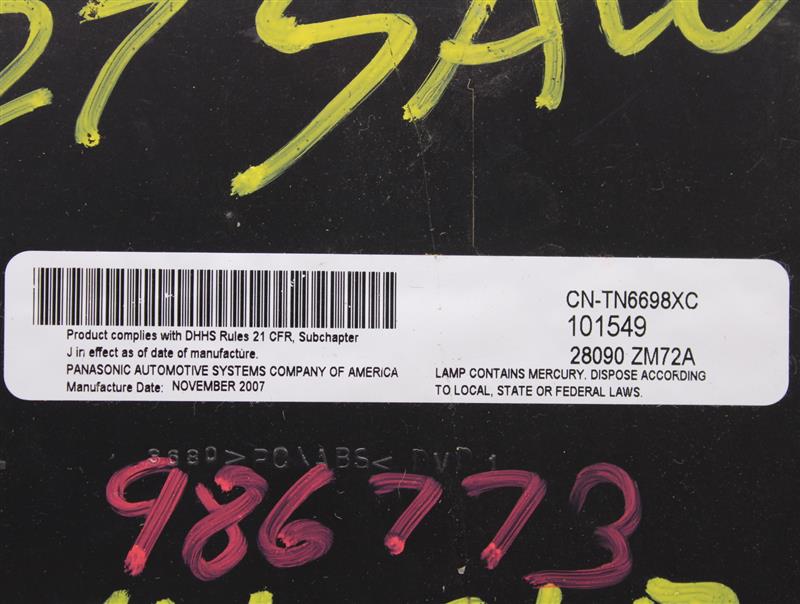 CN-TN6698XC
101549
28090 ZM72A
Product complies with DHHS Rules 21 CFR, Subchapter
J in effect as of date of manufacture.
PANASONIC AUTOMOTIVE SYSTEMS COMPANY OF AMERICA
Manufacture Date: NOVEMBER 2007
LAMP CONTAINS MERCURY. DISPOSE ACCORDING
TO LOCAL, STATE OR FEDERAL LAWS.
>PC\ABS< DVD 1
986773